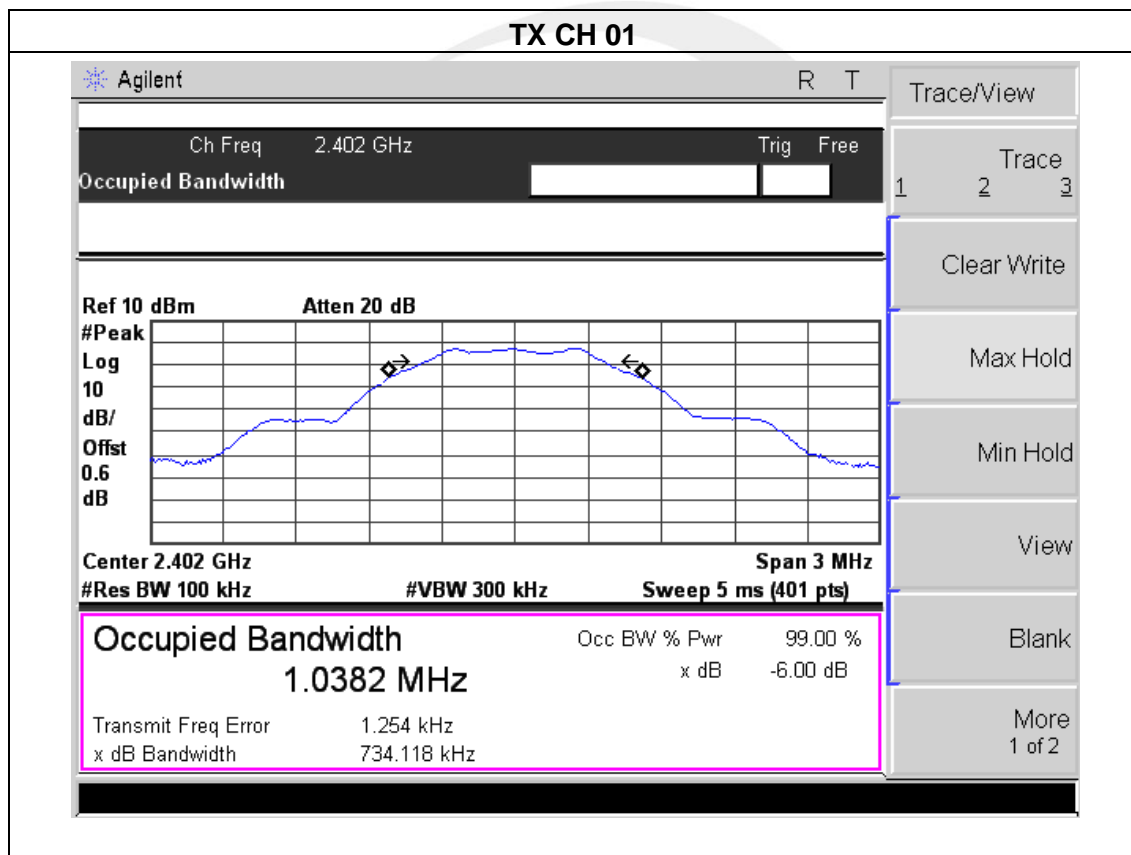 TX CH 01
Agilent R T
Trace/View
Ch Freq 2.402 GHz Trig Free
Occupied Bandwidth
Trace
1 2 3
Clear Write
Max Hold
Min Hold
View
Blank
More
1 of 2
Ref 10 dBm Atten 20 dB
#Peak
Log
10
dB/
Offst
0.6
dB
Center 2.402 GHz Span 3 MHz
#Res BW 100 kHz #VBW 300 kHz Sweep 5 ms (401 pts)
Occupied Bandwidth Occ BW % Pwr 99.00 %
1.0382 MHz x dB -6.00 dB
Transmit Freq Error 1.254 kHz
x dB Bandwidth 734.118 kHz